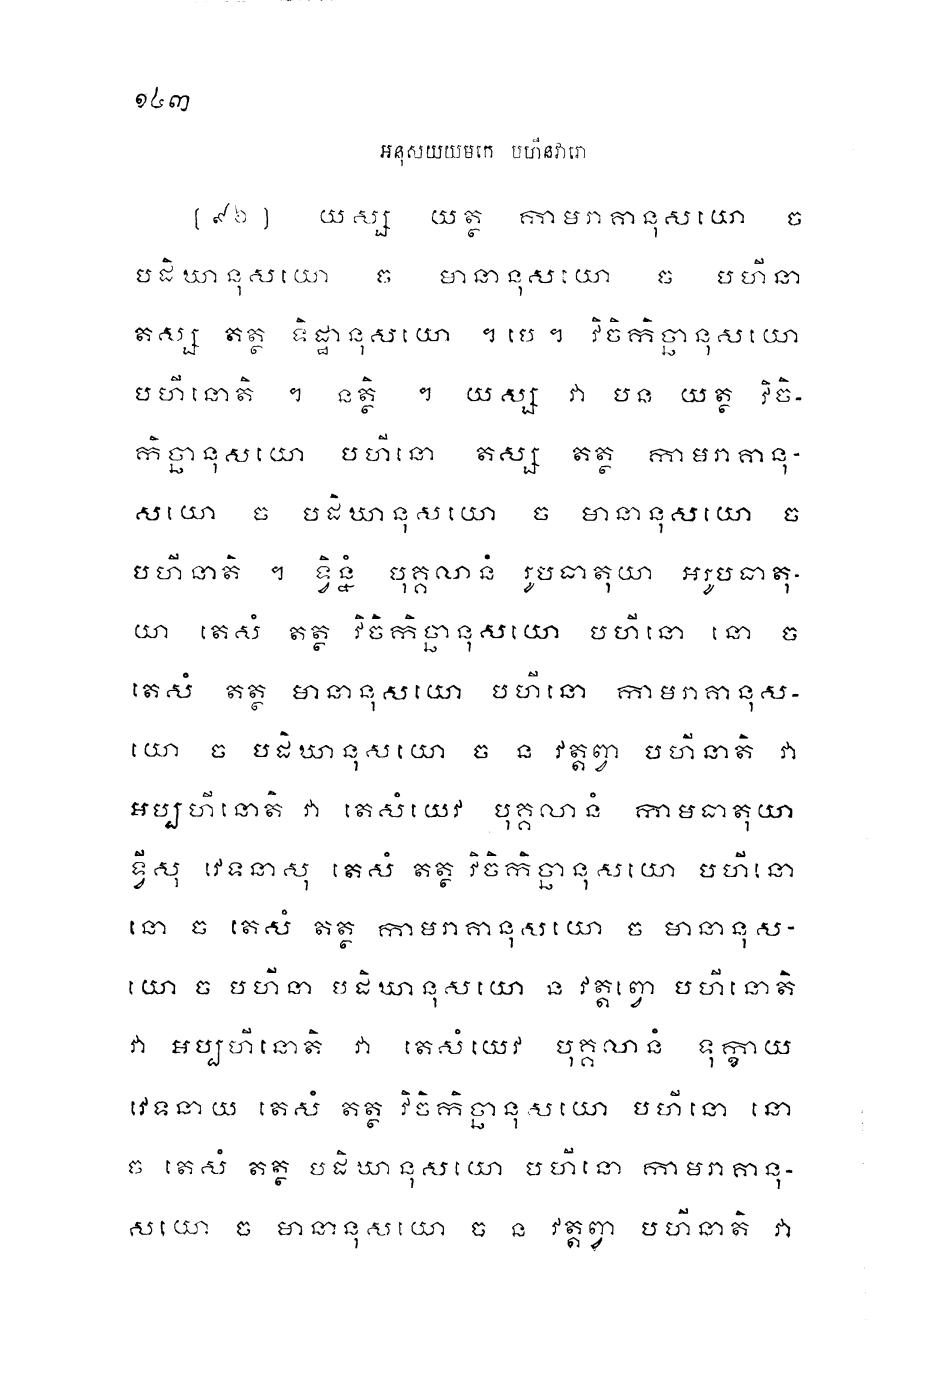 ១៤៣
អនុសយយមកេ បហីនវារោ
[៩៦] យស្ស យត្ថ កាមរាគានុសយោ ច
បដិឃានុសយោ ច មានានុសយោ ច បហីនា
តស្ស តត្ថ ទិដ្ឋានុសយោ ។បេ។ វិចិកិច្ឆានុសយោ
បហីនោតិ ។ នត្ថិ ។ យស្ស វា បន យត្ថ វិចិ-
កិច្ឆានុសយោ បហីនោ តស្ស តត្ថ កាមរាគានុ-
សយោ ច បដិឃានុសយោ ច មានានុសយោ ច
បហីនាតិ ។ ទ្វិន្នំ បុគ្គលានំ រូបធាតុយា អរូបធាតុ-
យា តេសំ តត្ថ វិចិកិច្ឆានុសយោ បហីនោ នោ ច
តេសំ តត្ថ មានានុសយោ បហីនោ កាមរាគានុស-
យោ ច បដិឃានុសយោ ច ន វត្តព្វា បហីនាតិ វា
អប្បហីនោតិ វា តេសំយេវ បុគ្គលានំ កាមធាតុយា
ទ្វីសុ វេទនាសុ តេសំ តត្ថ វិចិកិច្ឆានុសយោ បហីនោ
នោ ច តេសំ តត្ថ កាមរាគានុសយោ ច មានានុស-
យោ ច បហីនា បដិឃានុសយោ ន វត្តព្វោ បហីនោតិ
វា អប្បហីនោតិ វា តេសំយេវ បុគ្គលានំ ទុក្ខាយ
វេទនាយ តេសំ តត្ថ វិចិកិច្ឆានុសយោ បហីនោ នោ
ច តេសំ តត្ថ បដិឃានុសយោ បហីនោ កាមរាគានុ-
សយោ ច មានានុសយោ ច ន វត្តព្វា បហីនាតិ វា